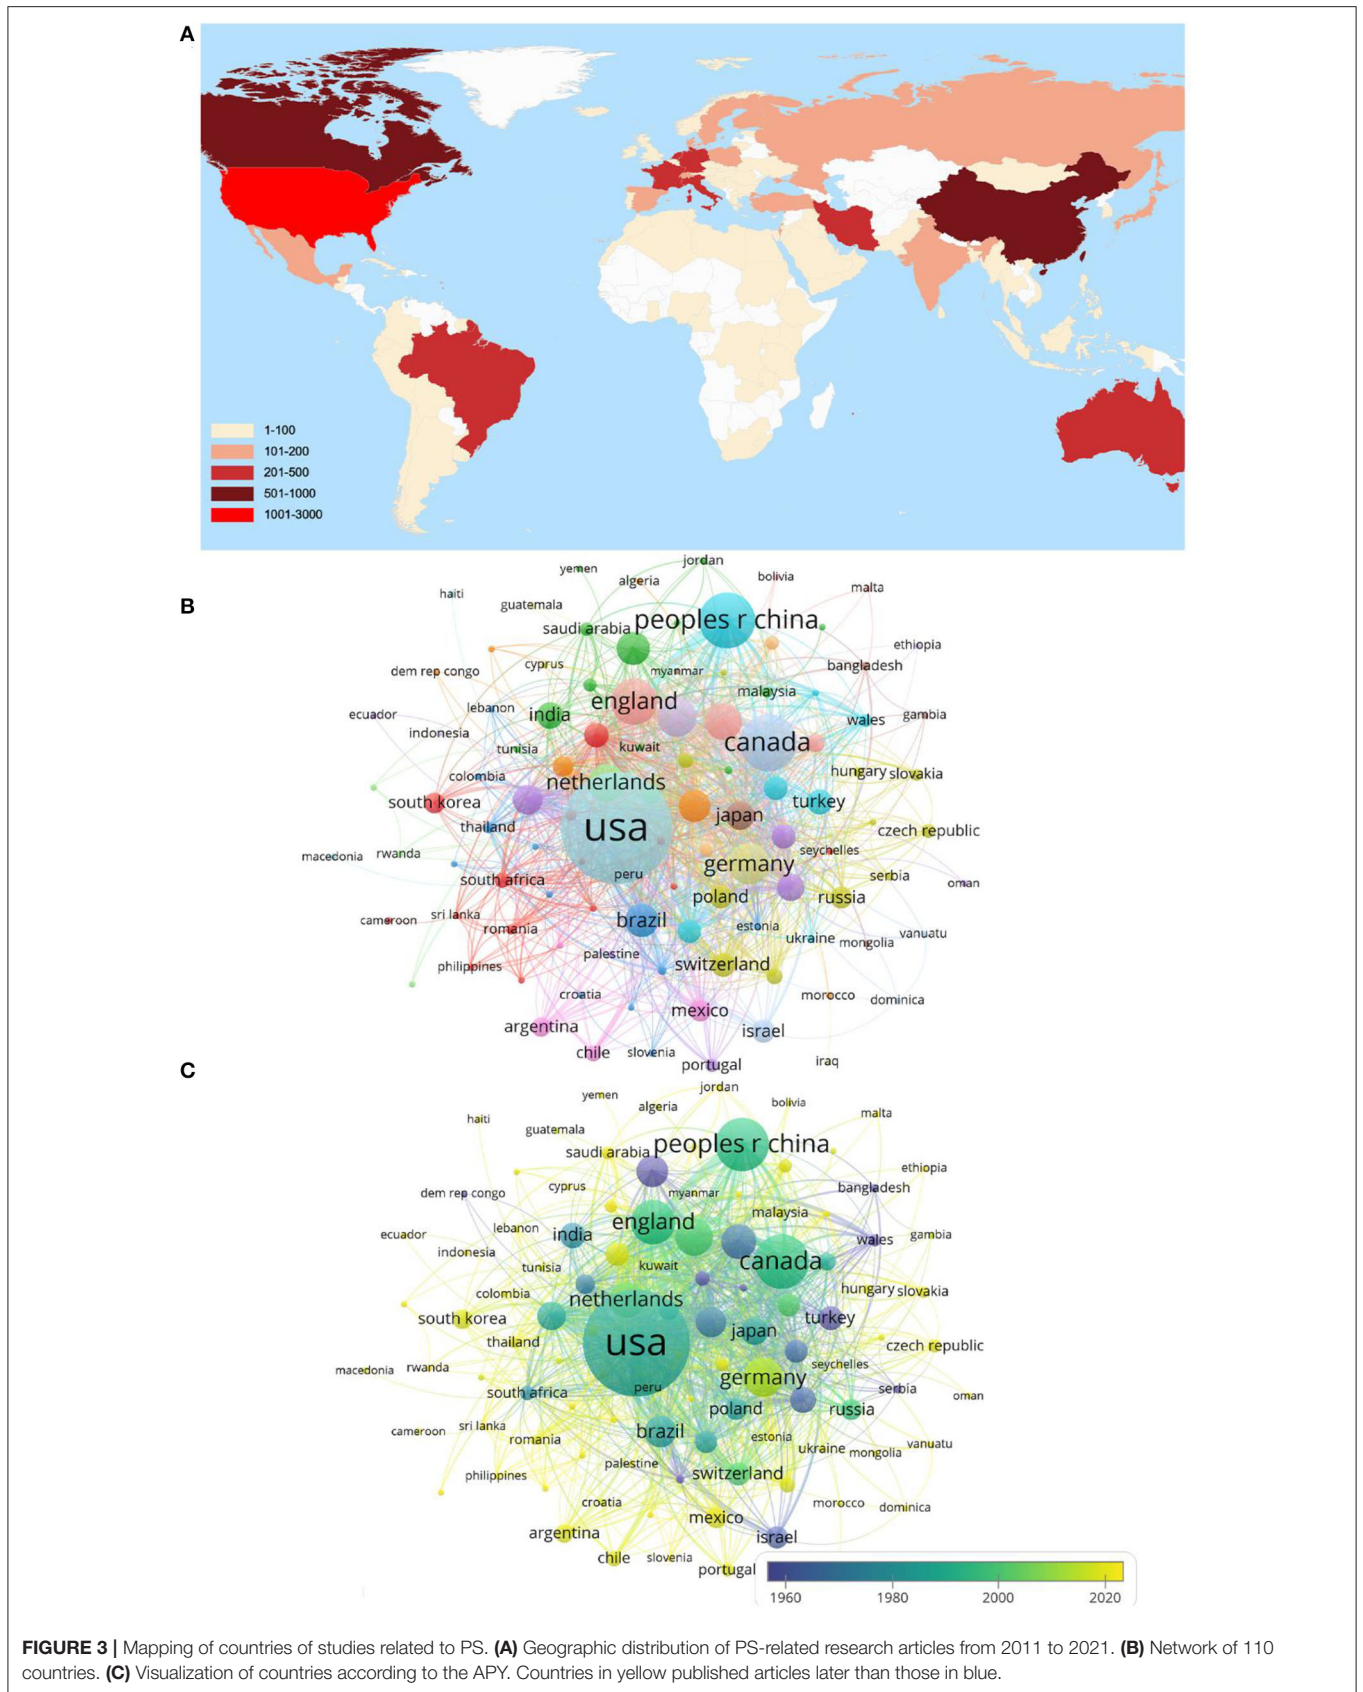 A
1-100
101-200
201-500
501-1000
1001-3000
B
jordan
yemen
algeria
bolivia
haiti
malta
guatemala
peoples r china
saudi arabia
ethiopia
cyprus
myanmar
bangladesh
dem rep congo
malaysia
england
lebanon
india
ecuador
wales
gambia
indonesia
canada
tunisia
kuwait
colombia
netherlands
hungary
slovakia
south korea
turkey
thailand
usa
japan
czech republic
macedonia
rwanda
seychelles
germany
south africa
peru
serbia
oman
poland
russia
cameroon
sri lanka
brazil
romania
estonia
ukraine
mongolia
vanuatu
palestine
philippines
switzerland
croatia
morocco
dominica
mexico
argentina
israel
chile
slovenia
portugal
iraq
C
jordan
yemen
algeria
bolivia
haiti
malta
guatemala
peoples r china
saudi arabia
ethiopia
cyprus
myanmar
bangladesh
dem rep congo
malaysia
england
lebanon
india
ecuador
wales
gambia
indonesia
canada
tunisia
kuwait
colombia
netherlands
hungary
slovakia
south korea
turkey
thailand
usa
japan
czech republic
macedonia
rwanda
seychelles
germany
south africa
peru
serbia
oman
poland
russia
cameroon
sri lanka
brazil
romania
estonia
ukraine
mongolia
vanuatu
palestine
philippines
switzerland
croatia
morocco
dominica
mexico
argentina
israel
chile
slovenia
portugal
1960 1980 2000 2020
FIGURE 3 | Mapping of countries of studies related to PS. (A) Geographic distribution of PS-related research articles from 2011 to 2021. (B) Network of 110
countries. (C) Visualization of countries according to the APY. Countries in yellow published articles later than those in blue.